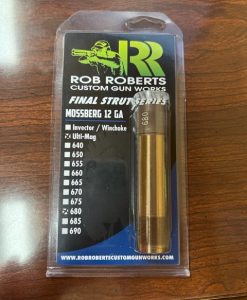 RR
ROB ROBERTS
CUSTOM GUN WORKS
FINAL STRUT SERIES
MOSSBERG 12 GA
Invector / Winchoke
Ulti-Mag
640
650
655
660
665
670
675
680
685
690
680
WWW.ROBROBERTSCUSTOMGUNWORKS.COM